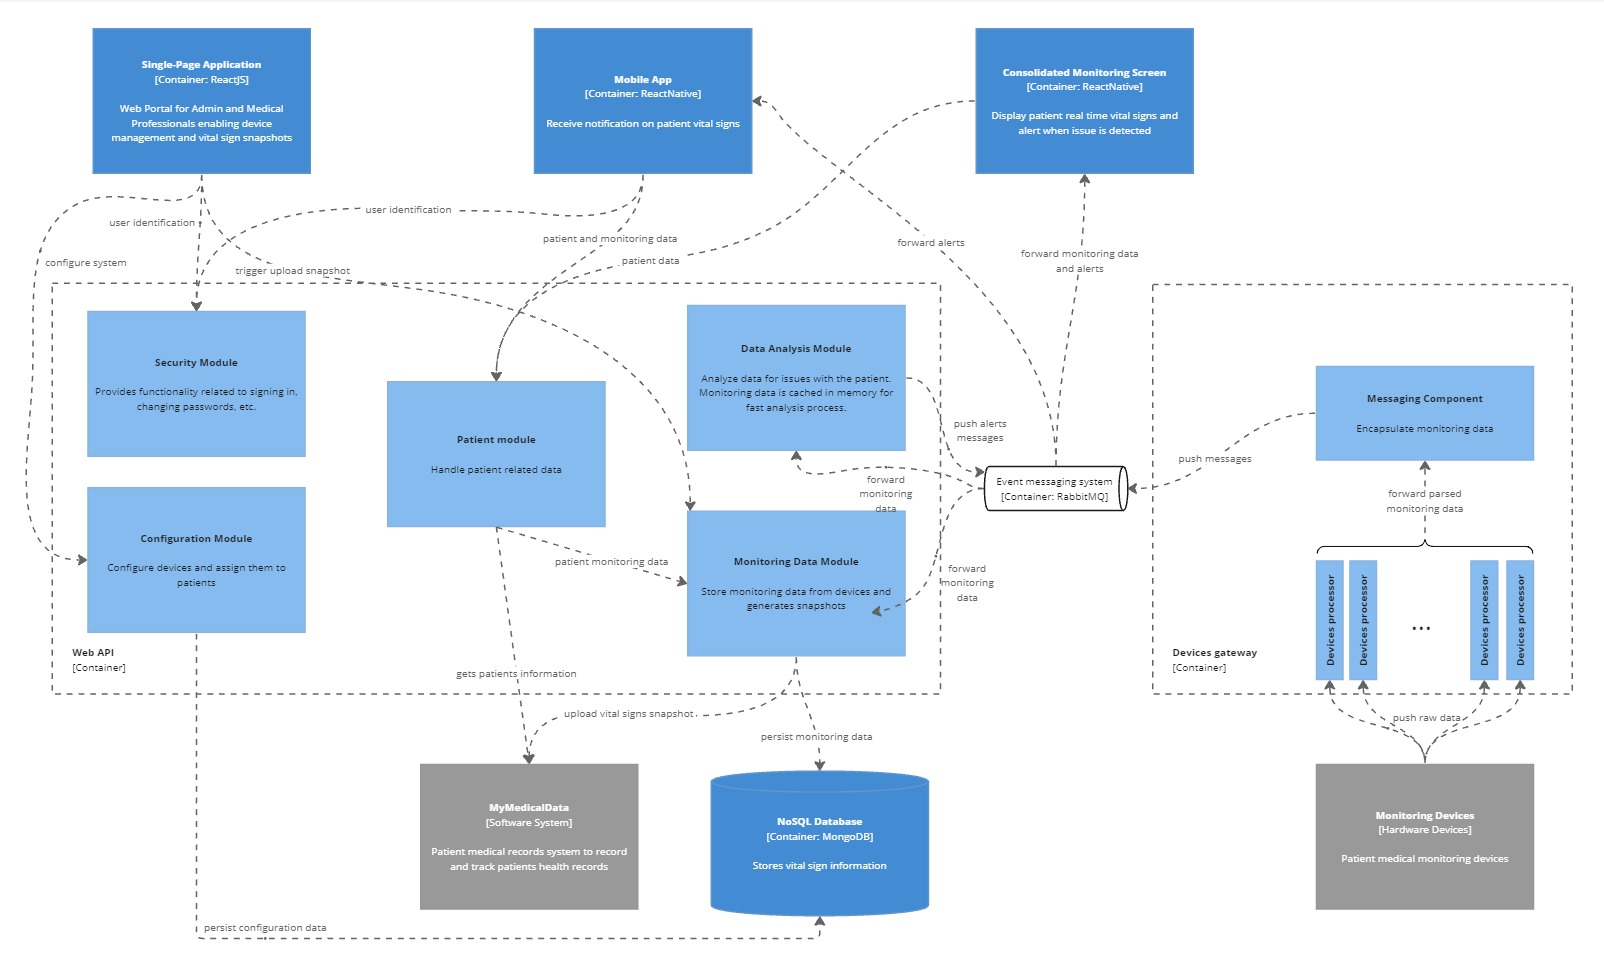 Single-Page Application
[Container: ReactJS]
Web Portal for Admin and Medical
Professionals enabling device
management and vital sign snapshots
Mobile App
[Container: ReactNative]
Receive notification on patient vital signs
Consolidated Monitoring Screen
[Container: ReactNative]
Display patient real time vital signs and
alert when issue is detected
user identification
user identification
configure system
trigger upload snapshot
patient and monitoring data
patient data
forward alerts
forward monitoring data
and alerts
Security Module
Provides functionality related to signing in,
changing passwords, etc.
Configuration Module
Configure devices and assign them to
patients
Patient module
Handle patient related data
Data Analysis Module
Analyze data for issues with the patient.
Monitoring data is cached in memory for
fast analysis process.
push alerts
messages
forward
monitoring
data
Event messaging system
[Container: RabbitMQ]
push messages
Messaging Component
Encapsulate monitoring data
forward parsed
monitoring data
patient monitoring data
Monitoring Data Module
Store monitoring data from devices and
generates snapshots
forward
monitoring
data
Devices processor
Devices processor
...
Devices processor
Devices processor
Web API
[Container]
Devices gateway
[Container]
gets patients information
upload vital signs snapshot
persist monitoring data
push raw data
MyMedicalData
[Software System]
Patient medical records system to record
and track patients health records
NoSQL Database
[Container: MongoDB]
Stores vital sign information
Monitoring Devices
[Hardware Devices]
Patient medical monitoring devices
persist configuration data